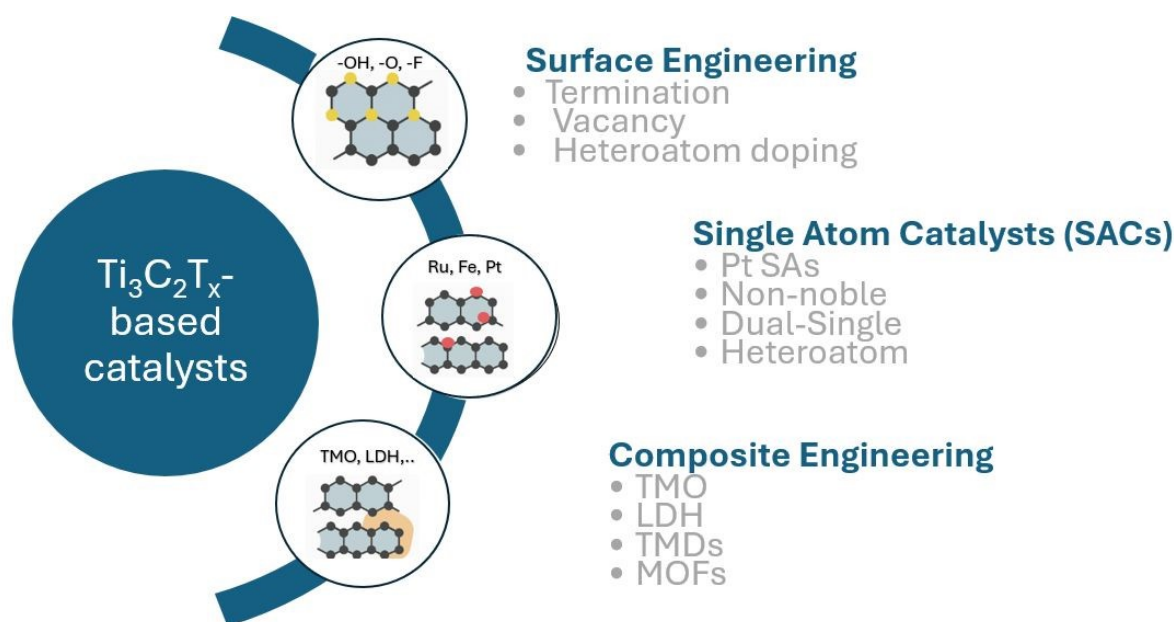 Ti₃C₂Tₓ-
based
catalysts
-OH, -O, -F
Surface Engineering
• Termination
• Vacancy
• Heteroatom doping
Ru, Fe, Pt
Single Atom Catalysts (SACs)
• Pt SAs
• Non-noble
• Dual-Single
• Heteroatom
TMO, LDH,..
Composite Engineering
• TMO
• LDH
• TMDs
• MOFs